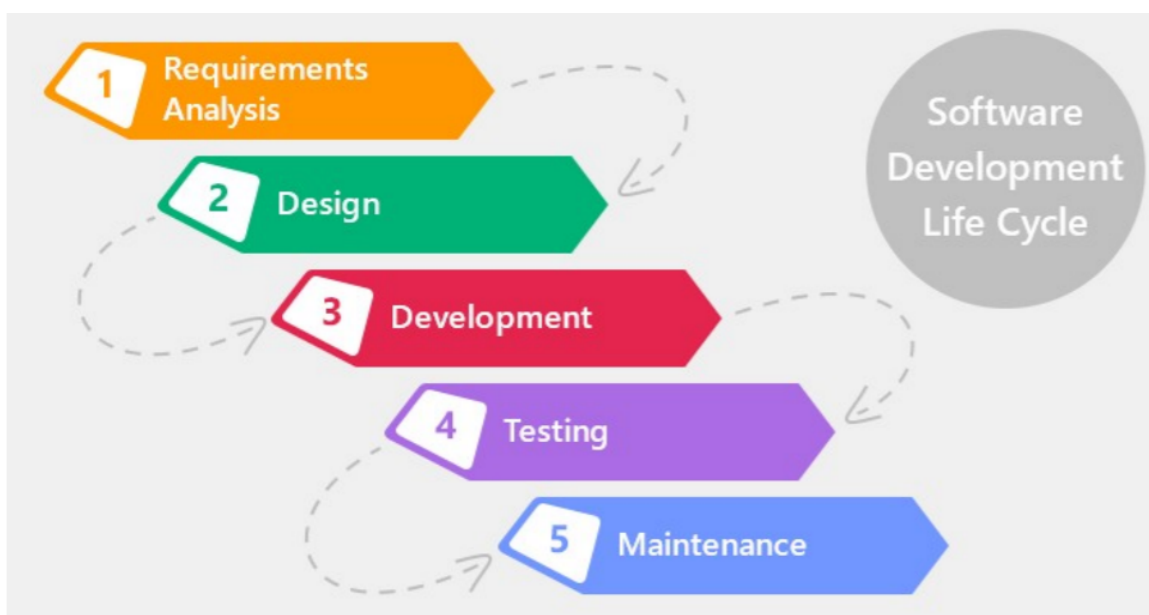 1
Requirements
Analysis
Software
Development
Life Cycle
2
Design
3
Development
4
Testing
5
Maintenance